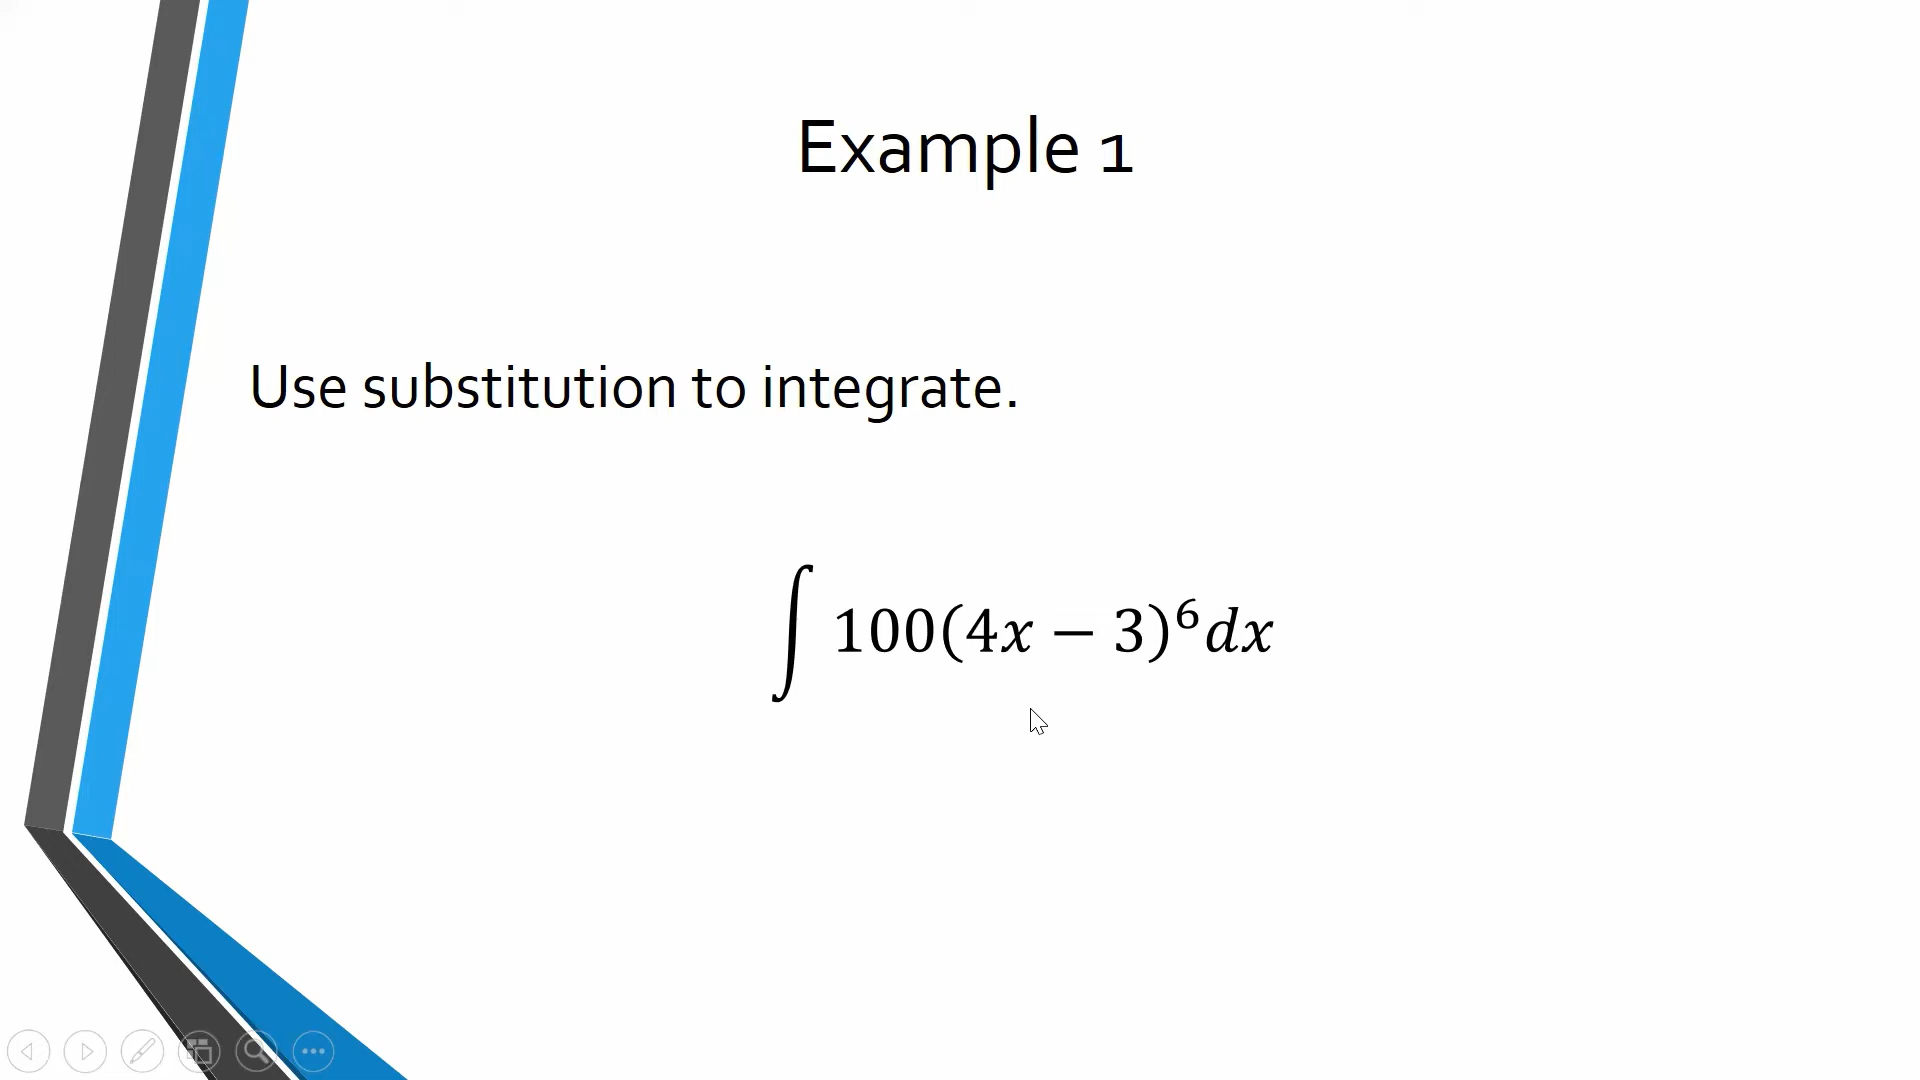 Example 1
Use substitution to integrate.
∫ 100(4x − 3)⁶dx